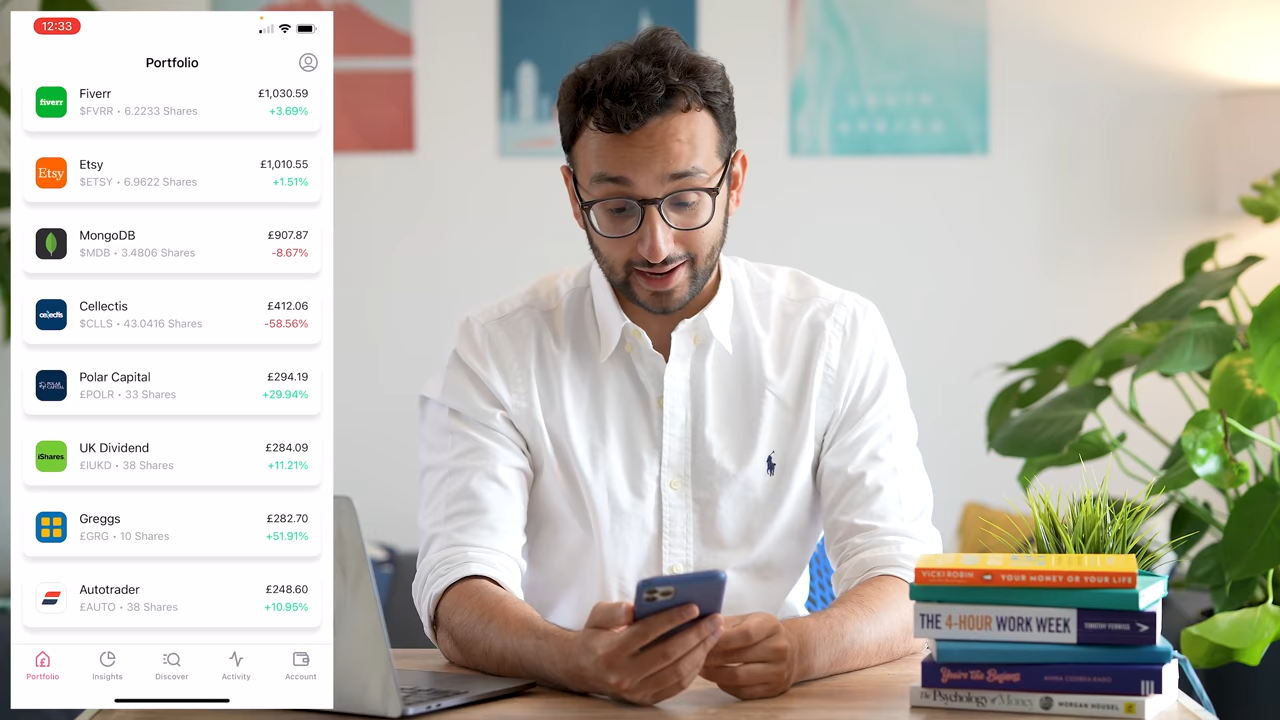 12:33
Portfolio
fiverr
Fiverr
£1,030.59
$FVRR • 6.2233 Shares
+3.69%
Etsy
Etsy
£1,010.55
$ETSY • 6.9622 Shares
+1.51%
MongoDB
£907.87
$MDB • 3.4806 Shares
-8.67%
cellectis
Cellectis
£412.06
$CLLS • 43.0416 Shares
-58.56%
POLAR CAPITAL
Polar Capital
£294.19
£POLR • 33 Shares
+29.94%
iShares
UK Dividend
£284.09
£IUKD • 38 Shares
+11.21%
Greggs
£282.70
£GRG • 10 Shares
+51.91%
Autotrader
£248.60
£AUTO • 38 Shares
+10.95%
Portfolio
Insights
Discover
Activity
Account
SOUTH
AFRICA
VICKI ROBIN
YOUR MONEY OR YOUR LIFE
THE 4-HOUR WORK WEEK
TIMOTHY FERRISS
The Psychology of Money
MORGAN HOUSEL